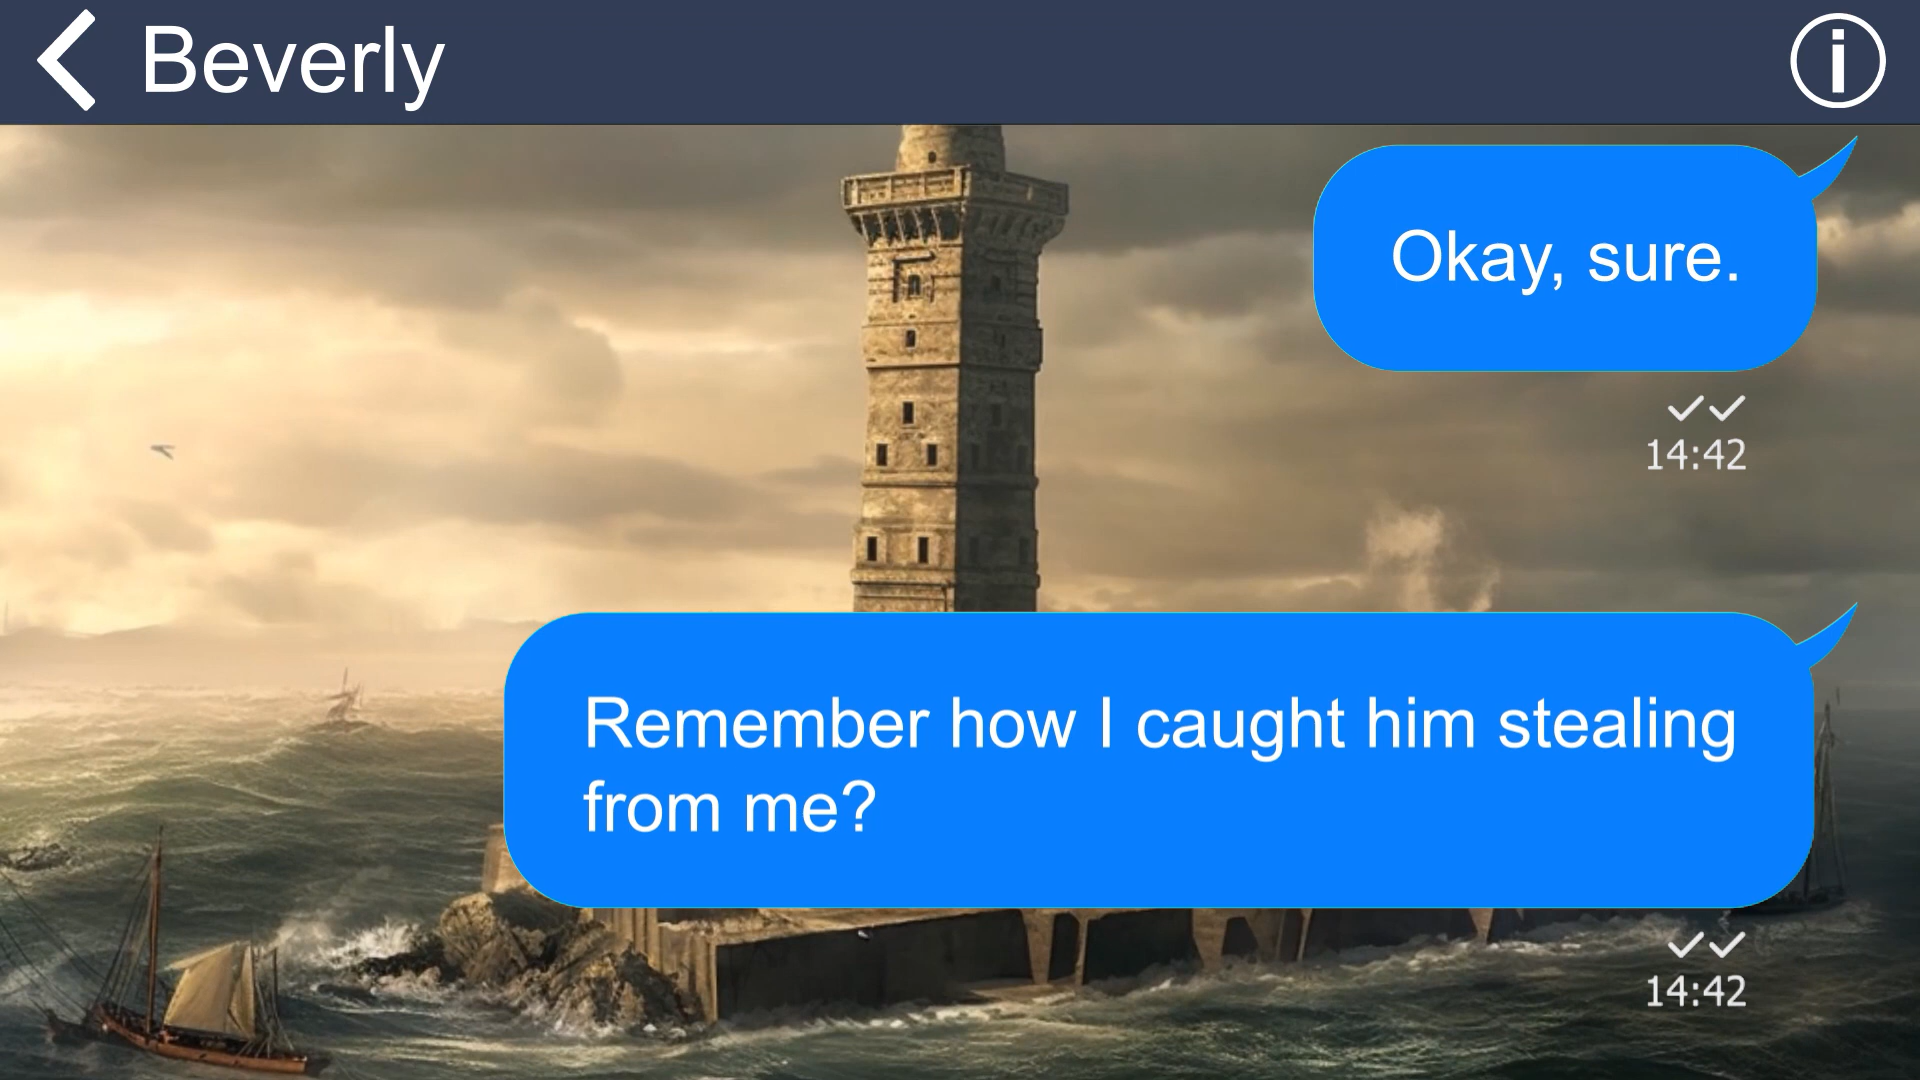 Beverly
Okay, sure.
14:42
Remember how I caught him stealing
from me?
14:42